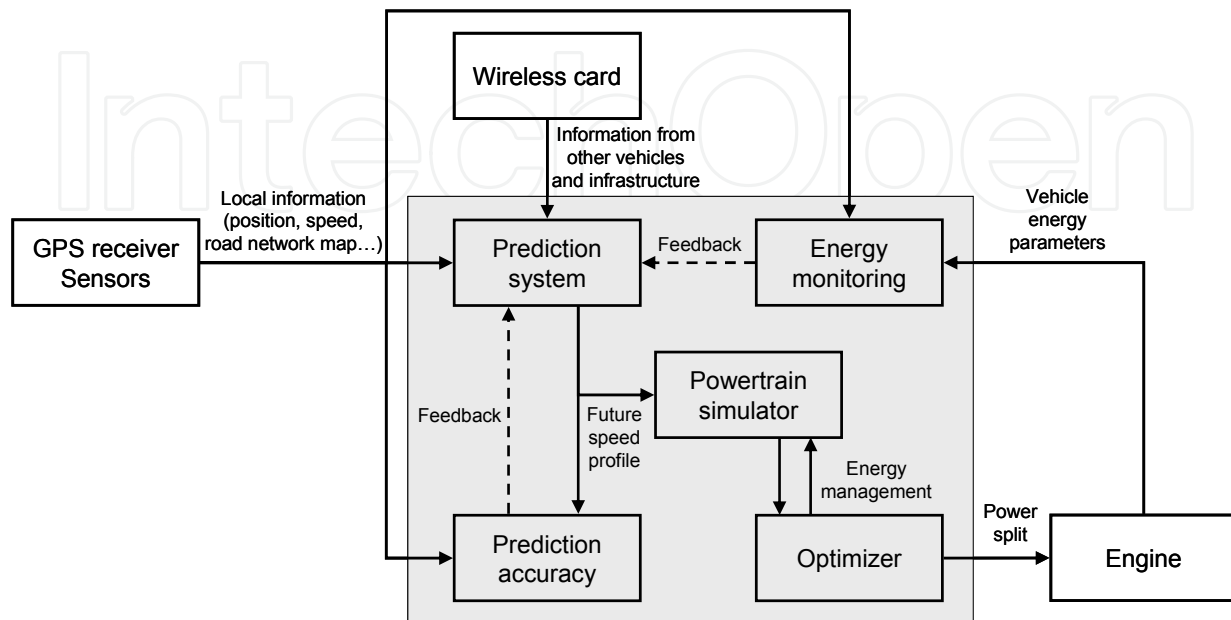 IntechOpen
Wireless card
Information from
other vehicles
and infrastructure
Local information
(position, speed,
road network map…)
GPS receiver
Sensors
Prediction
system
Feedback
Energy
monitoring
Vehicle
energy
parameters
Powertrain
simulator
Feedback
Future
speed
profile
Energy
management
Prediction
accuracy
Optimizer
Power
split
Engine